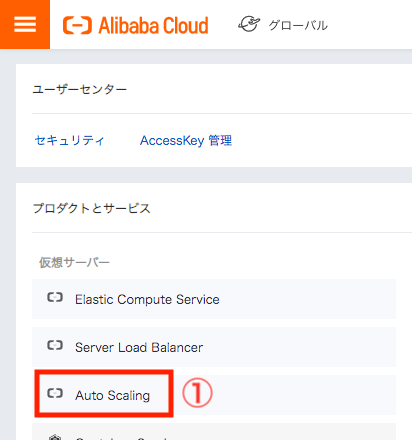 Alibaba Cloud グローバル
ユーザーセンター
セキュリティ AccessKey 管理
プロダクトとサービス
仮想サーバー
Elastic Compute Service
Server Load Balancer
Auto Scaling ①